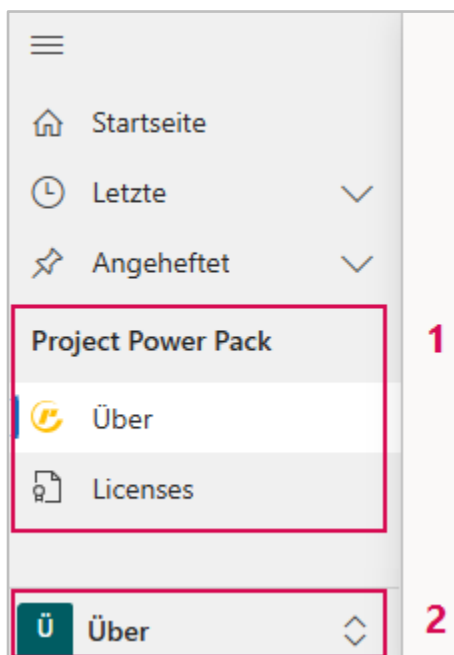 Startseite
Letzte
Angeheftet
Project Power Pack
1
Über
Licenses
Ü Über
2